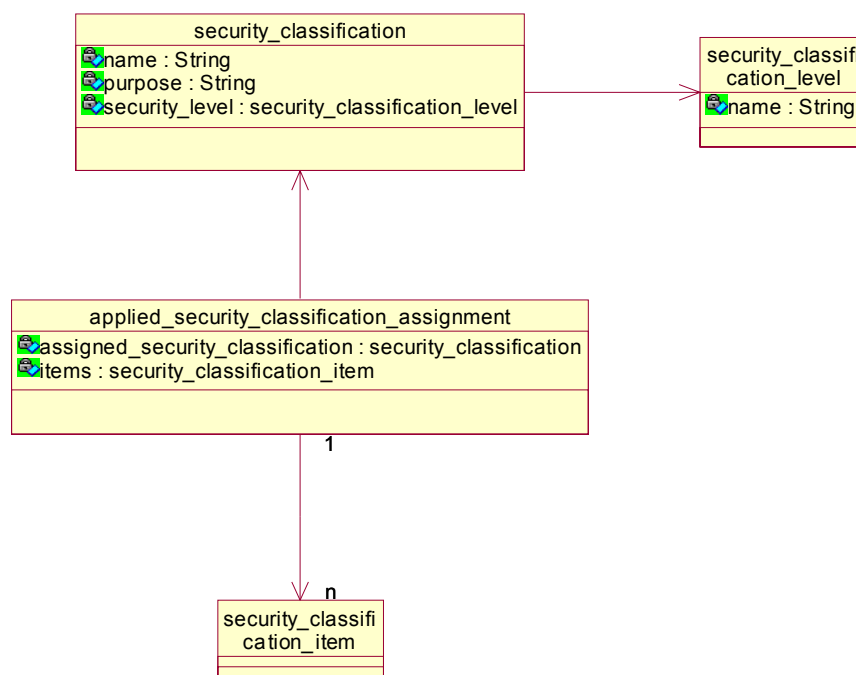 security_classification
name : String
purpose : String
security_level : security_classification_level
security_classifi
cation_level
name : String
applied_security_classification_assignment
assigned_security_classification : security_classification
items : security_classification_item
1
n
security_classifi
cation_item